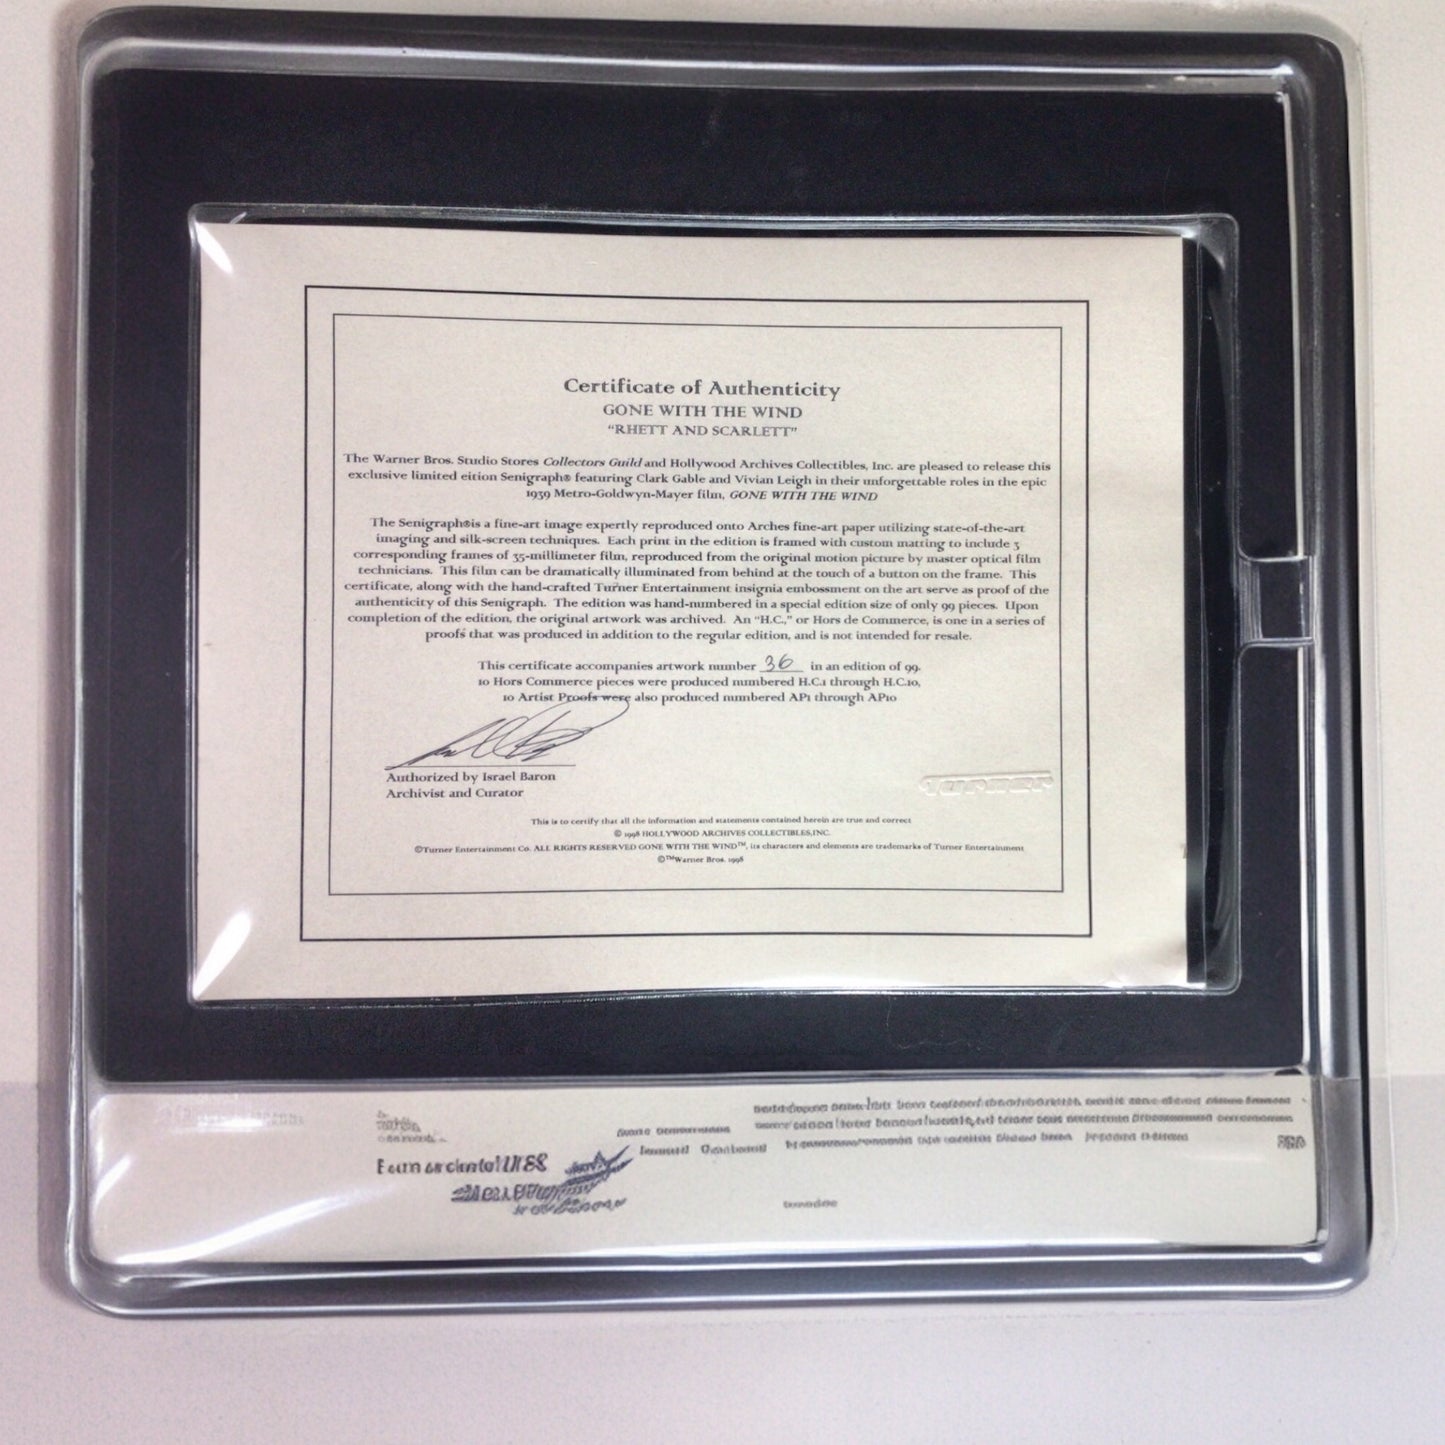 Certificate of Authenticity
GONE WITH THE WIND
"RHETT AND SCARLETT"
The Warner Bros. Studio Stores Collectors Guild and Hollywood Archives Collectibles, Inc. are pleased to release this
exclusive limited eition Senigraph® featuring Clark Gable and Vivian Leigh in their unforgettable roles in the epic
1939 Metro-Goldwyn-Mayer film, GONE WITH THE WIND
The Senigraph®is a fine-art image expertly reproduced onto Arches fine-art paper utilizing state-of-the-art
imaging and silk-screen techniques. Each print in the edition is framed with custom matting to include 3
corresponding frames of 35-millimeter film, reproduced from the original motion picture by master optical film
technicians. This film can be dramatically illuminated from behind at the touch of a button on the frame. This
certificate, along with the hand-crafted Turner Entertainment insignia embossment on the art serve as proof of the
authenticity of this Senigraph. The edition was hand-numbered in a special edition size of only 99 pieces. Upon
completion of the edition, the original artwork was archived. An "H.C.," or Hors de Commerce, is one in a series of
proofs that was produced in addition to the regular edition, and is not intended for resale.
This certificate accompanies artwork number 36 in an edition of 99.
10 Hors Commerce pieces were produced numbered H.C.1 through H.C.10,
10 Artist Proofs were also produced numbered AP1 through AP10
Authorized by Israel Baron
Archivist and Curator
Turner
This is to certify that all the information and statements contained herein are true and correct
© 1998 HOLLYWOOD ARCHIVES COLLECTIBLES,INC.
©Turner Entertainment Co. ALL RIGHTS RESERVED GONE WITH THE WIND™, its characters and elements are trademarks of Turner Entertainment
©™Warner Bros. 1998